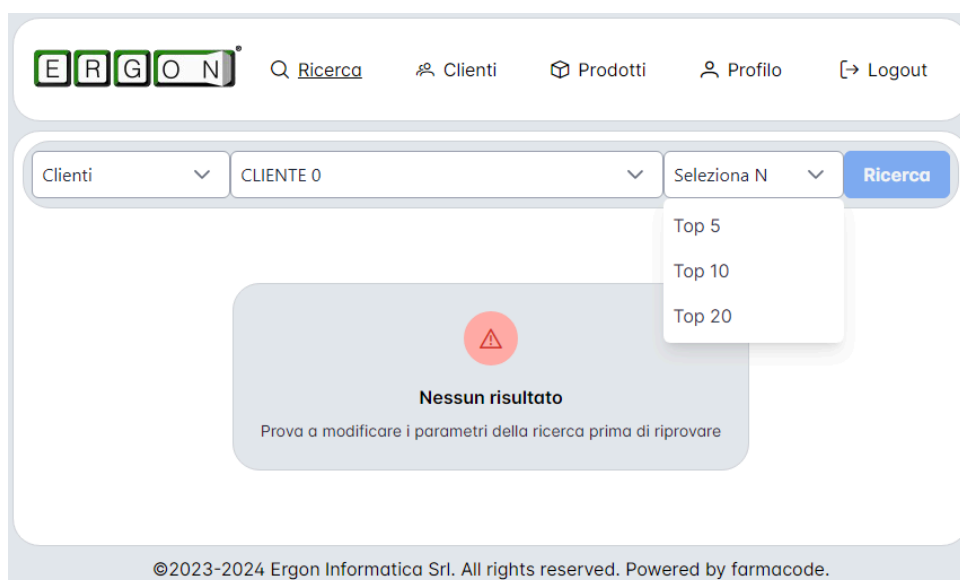 ERGON® Ricerca Clienti Prodotti Profilo Logout
Clienti CLIENTE 0 Seleziona N Ricerca
Top 5
Top 10
Top 20
Nessun risultato
Prova a modificare i parametri della ricerca prima di riprovare
©2023-2024 Ergon Informatica Srl. All rights reserved. Powered by farmacode.